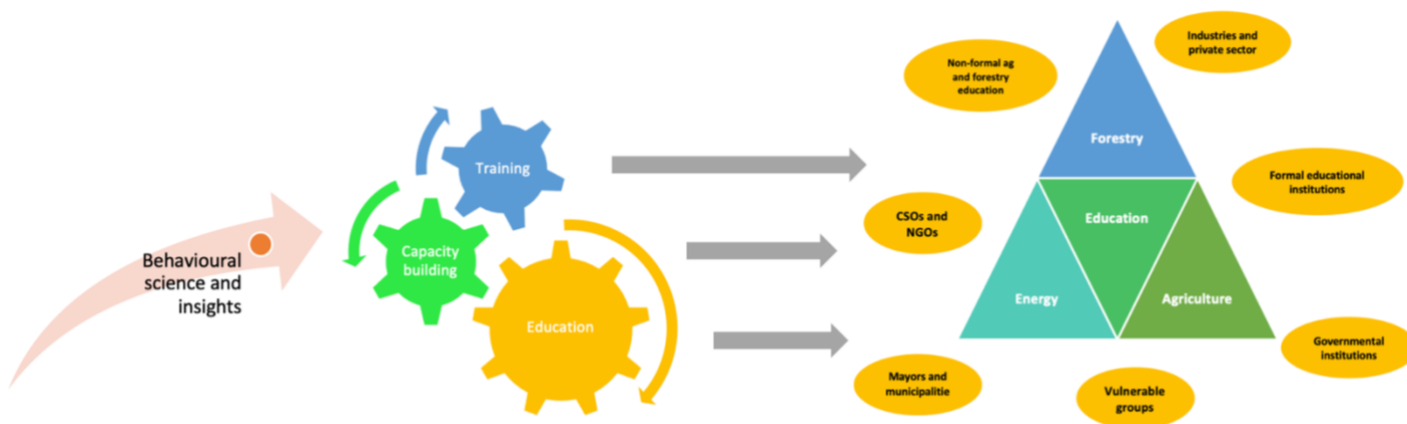 Behavioural
science and
insights
Training
Capacity
building
Education
Non-formal ag
and forestry
education
Industries and
private sector
Forestry
Formal educational
institutions
CSOs and
NGOs
Education
Energy
Agriculture
Governmental
institutions
Mayors and
municipalitie
Vulnerable
groups